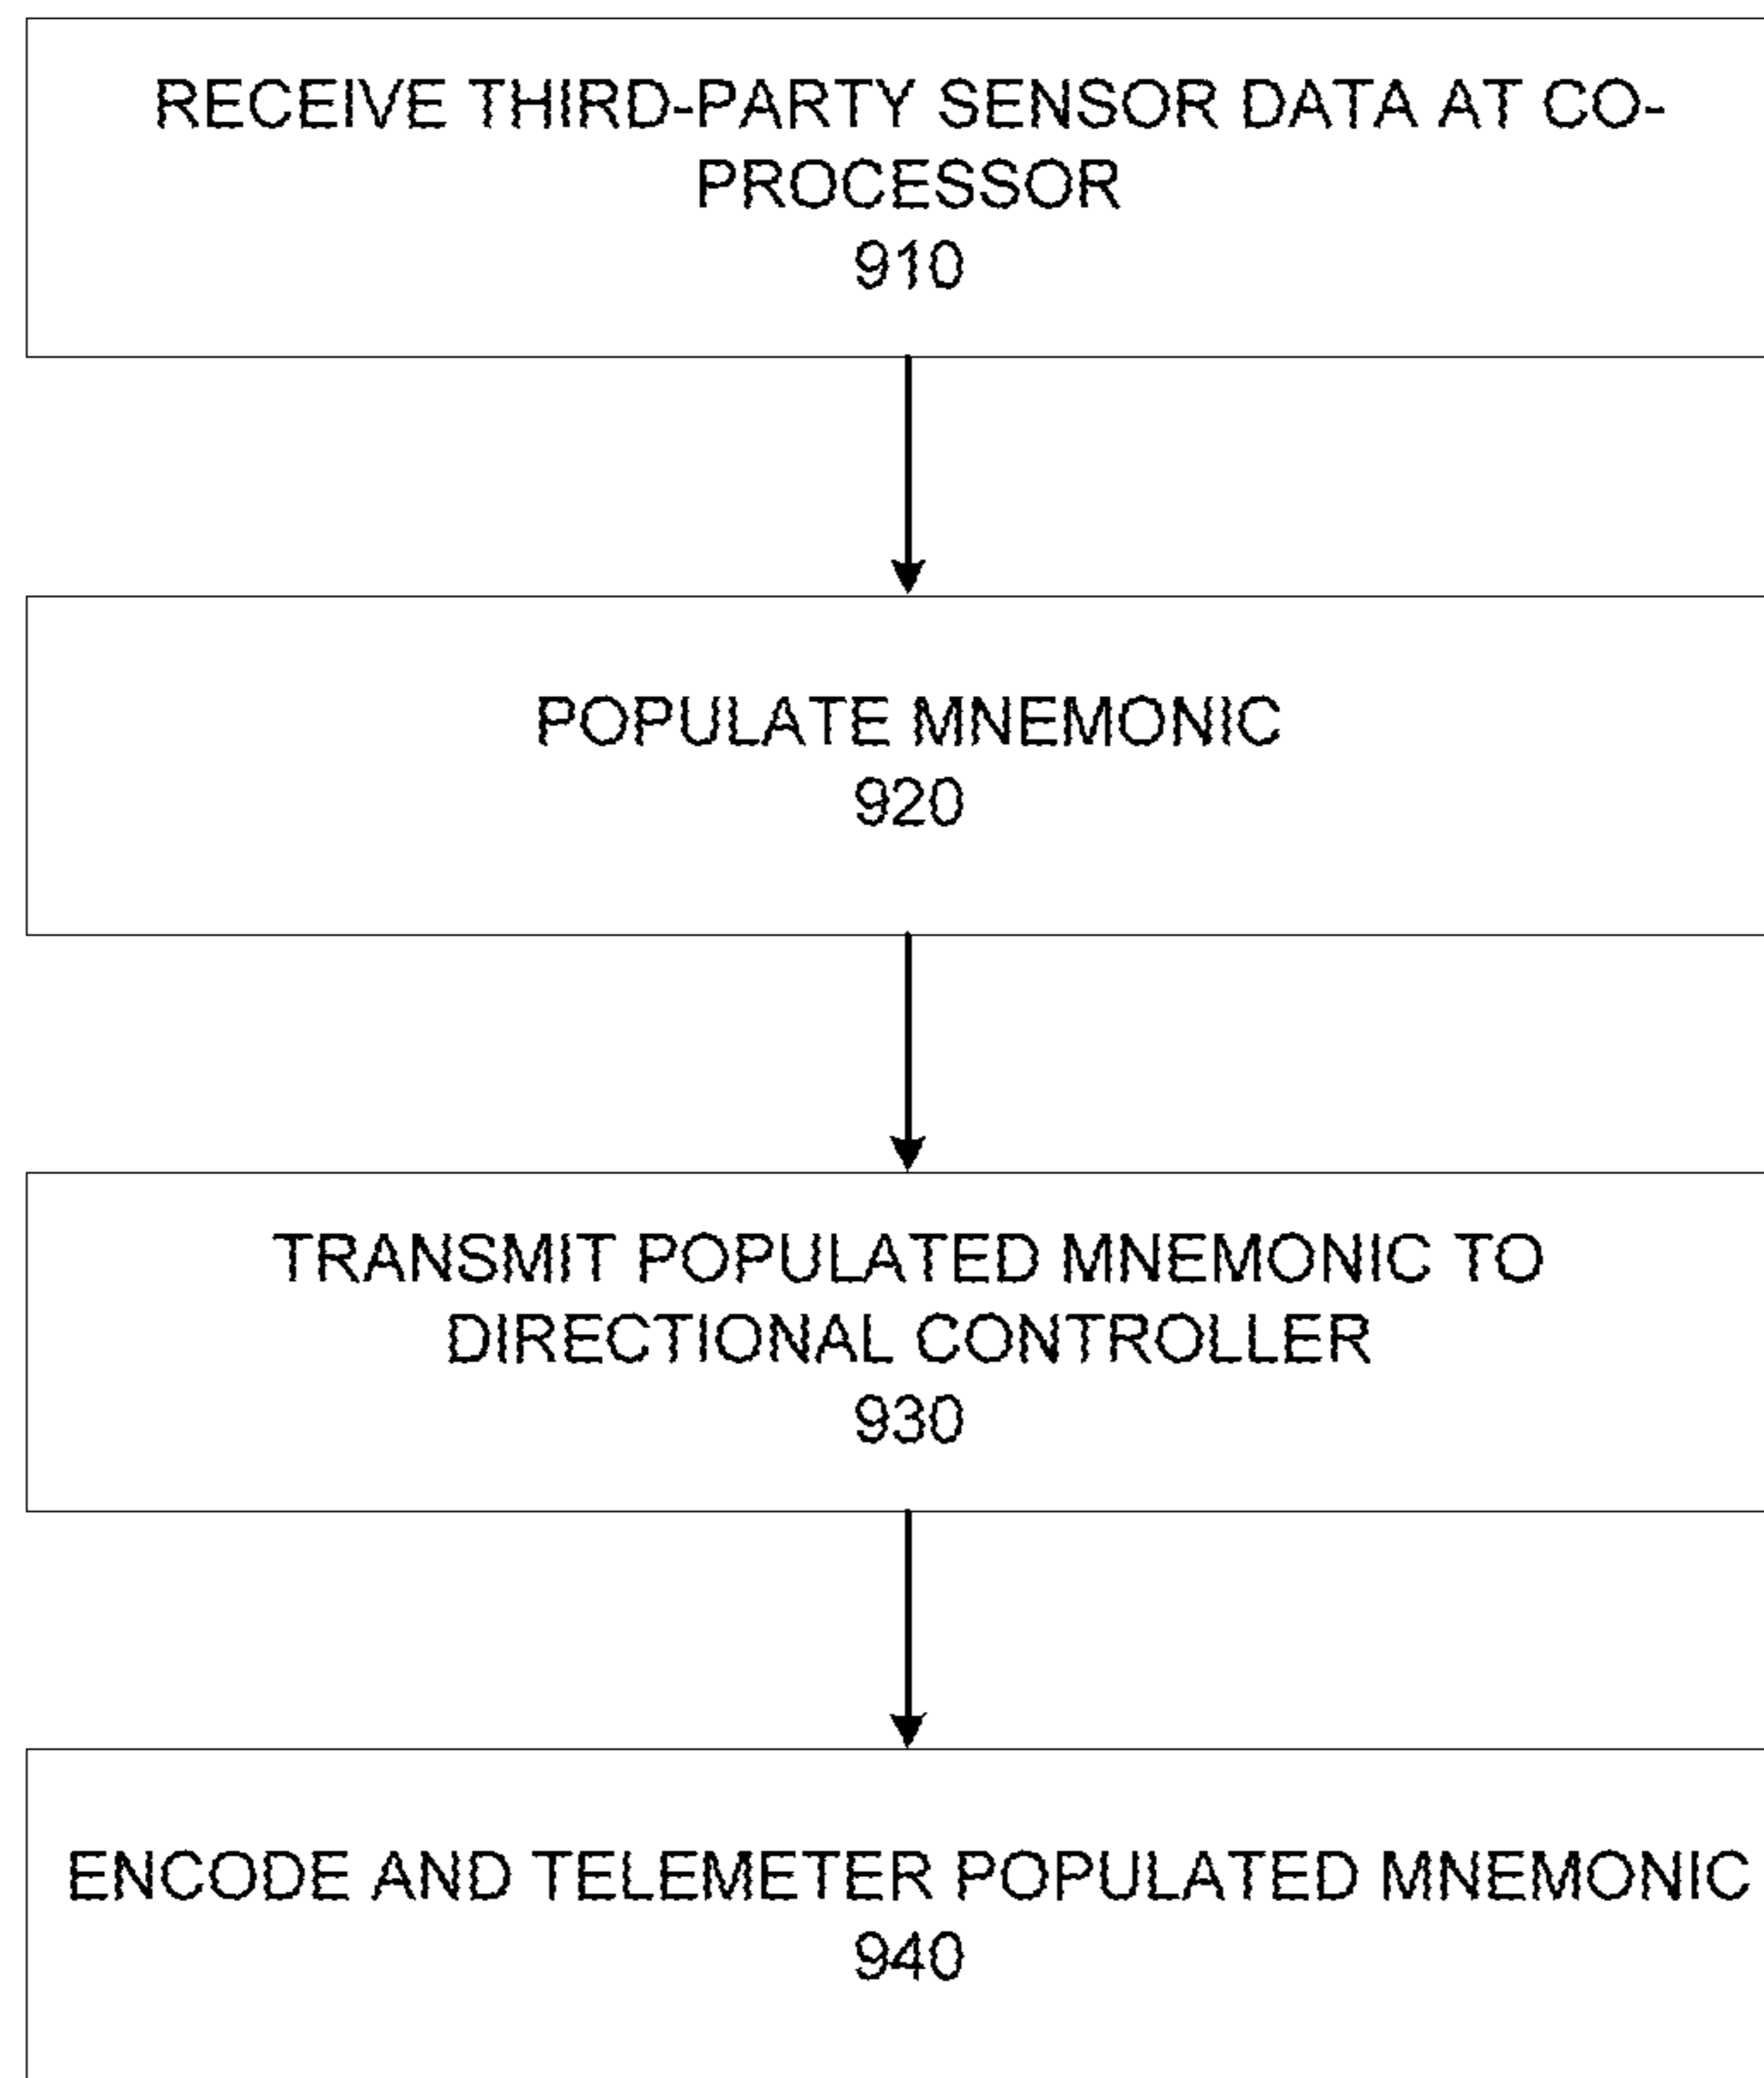 RECEIVE THIRD-PARTY SENSOR DATA AT CO-
PROCESSOR
910
POPULATE MNEMONIC
920
TRANSMIT POPULATED MNEMONIC TO
DIRECTIONAL CONTROLLER
930
ENCODE AND TELEMETER POPULATED MNEMONIC
940